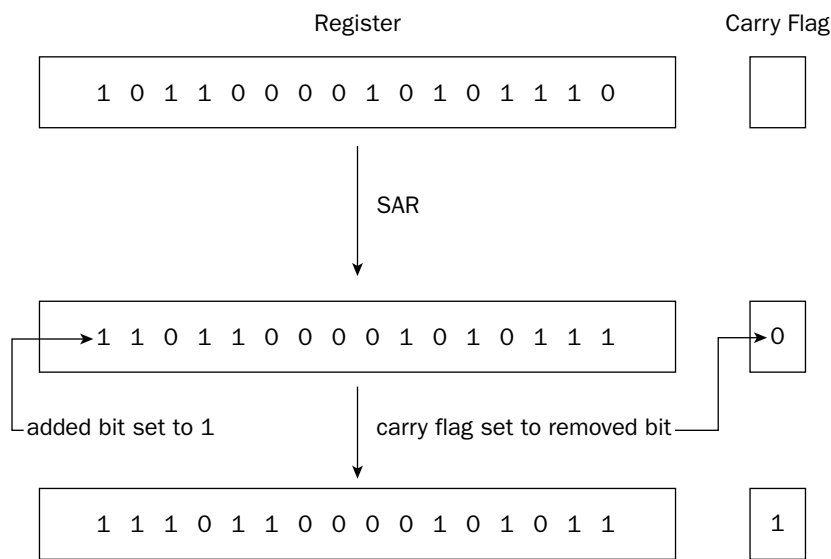 Register Carry Flag
1 0 1 1 0 0 0 0 1 0 1 0 1 1 1 0
SAR
1 1 0 1 1 0 0 0 0 1 0 1 0 1 1 1 0
added bit set to 1 carry flag set to removed bit
1 1 1 0 1 1 0 0 0 0 1 0 1 0 1 1 1